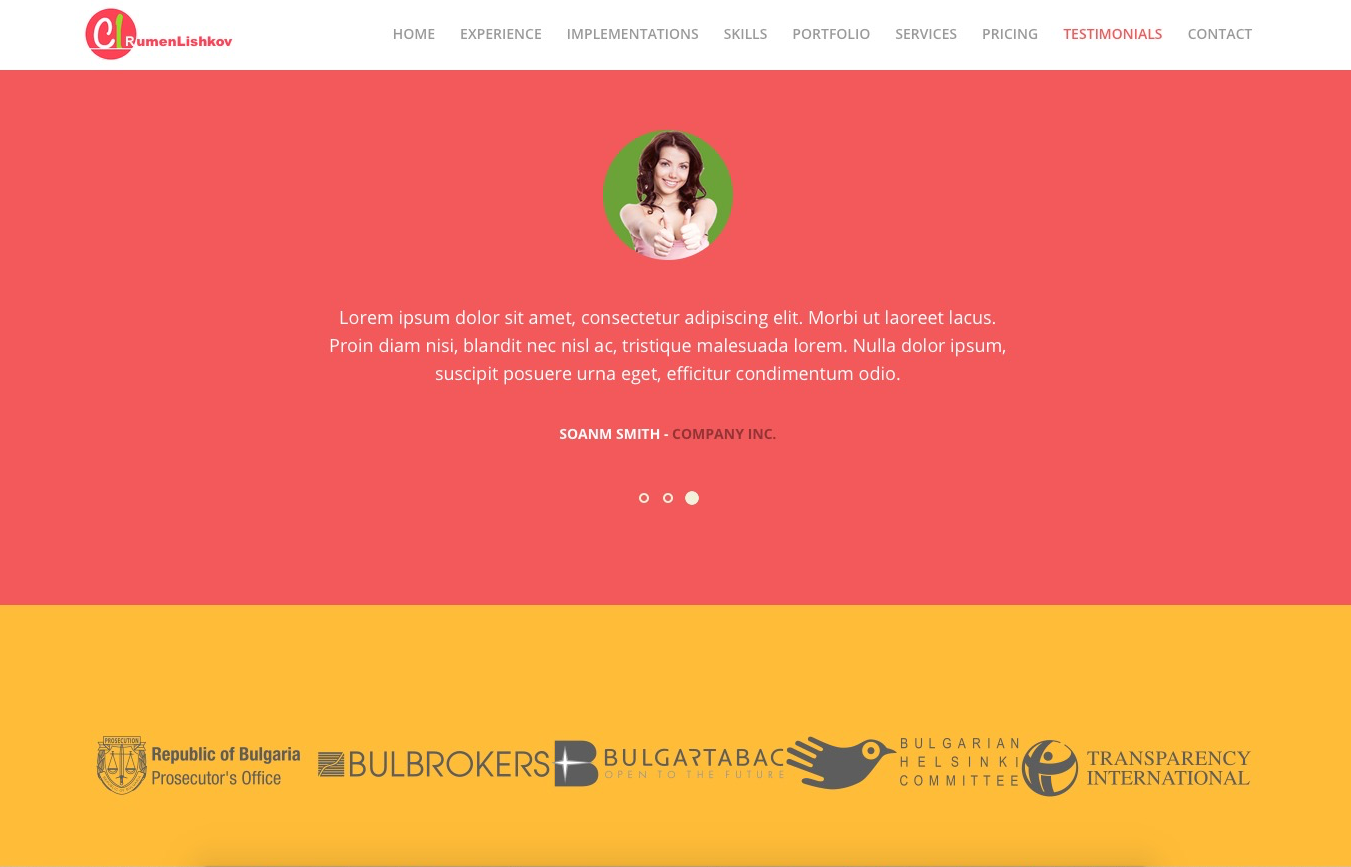 RumenLishkov
HOME EXPERIENCE IMPLEMENTATIONS SKILLS PORTFOLIO SERVICES PRICING TESTIMONIALS CONTACT
Lorem ipsum dolor sit amet, consectetur adipiscing elit. Morbi ut laoreet lacus.
Proin diam nisi, blandit nec nisl ac, tristique malesuada lorem. Nulla dolor ipsum,
suscipit posuere urna eget, efficitur condimentum odio.
SOANM SMITH - COMPANY INC.
PROSECUTION
Republic of Bulgaria
Prosecutor's Office
BULBROKERS
BULGARTABAC
OPEN TO THE FUTURE
BULGARIAN
HELSINKI
COMMITTEE
TRANSPARENCY
INTERNATIONAL